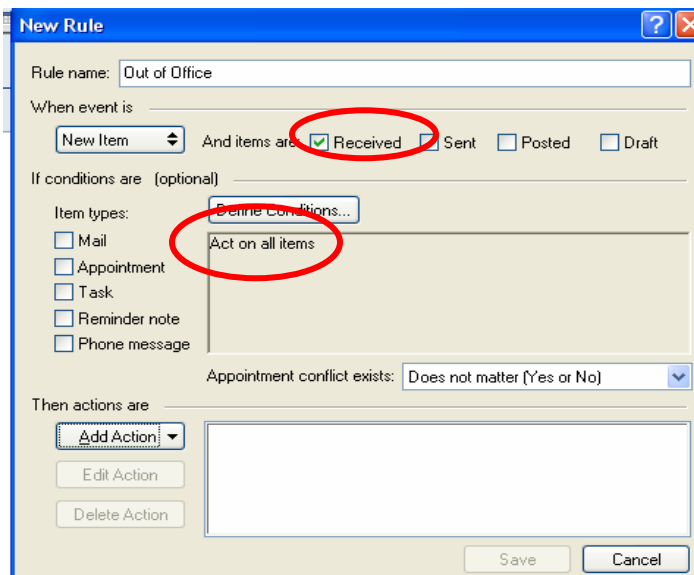 New Rule
Rule name: Out of Office
When event is
New Item And items are: Received Sent Posted Draft
If conditions are (optional)
Item types: Define Conditions...
Mail Act on all items
Appointment
Task
Reminder note
Phone message
Appointment conflict exists: Does not matter (Yes or No)
Then actions are
Add Action
Edit Action
Delete Action
Save Cancel